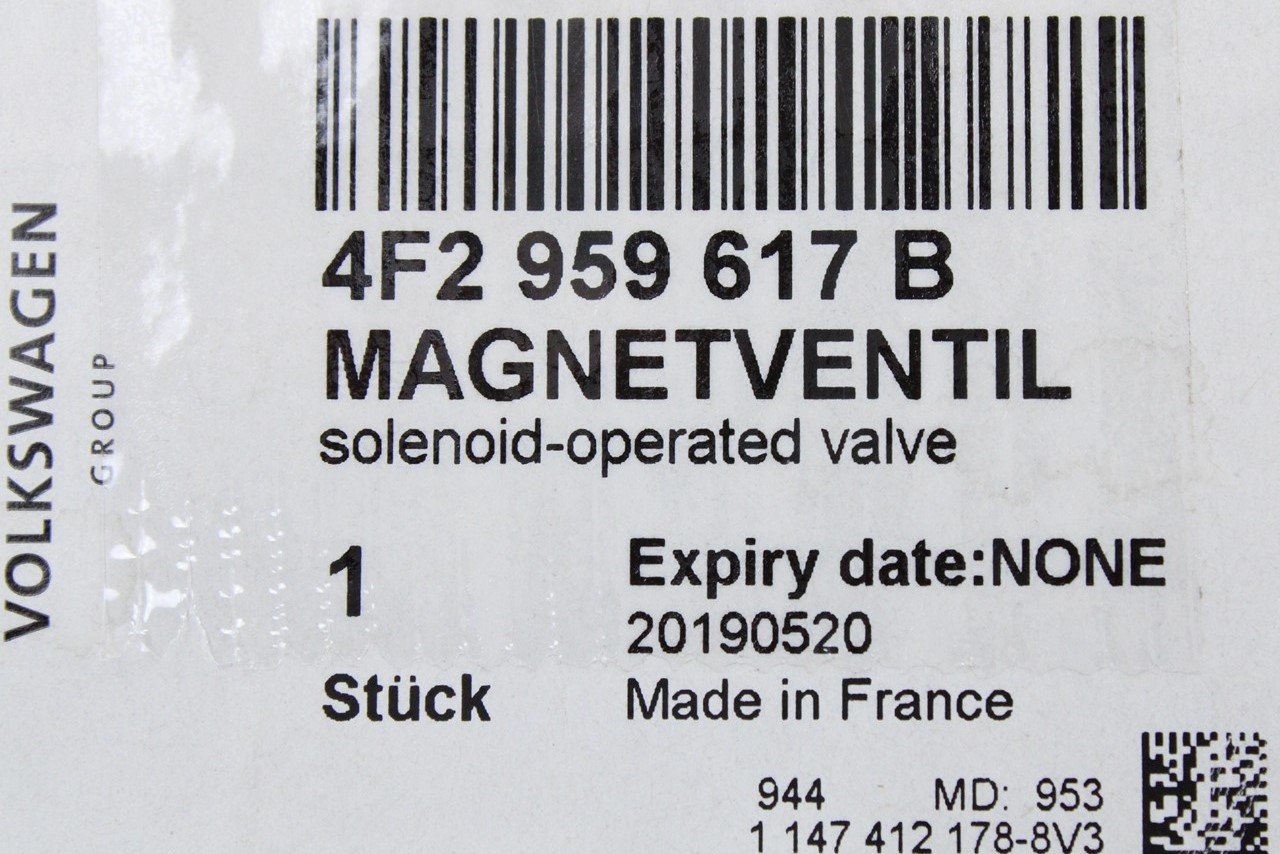 VOLKSWAGEN
GROUP
4F2 959 617 B
MAGNETVENTIL
solenoid-operated valve
1
Expiry date:NONE
20190520
Stück
Made in France
944 MD: 953
1 147 412 178-8V3